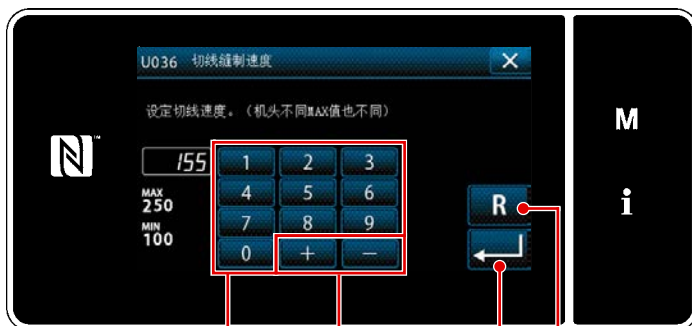 U036 切线缝制速度
设定切线速度。（机头不同MAX值也不同）
155
MAX
250
MIN
100
1 2 3
4 5 6
7 8 9
0 + −
R
M
i
N™